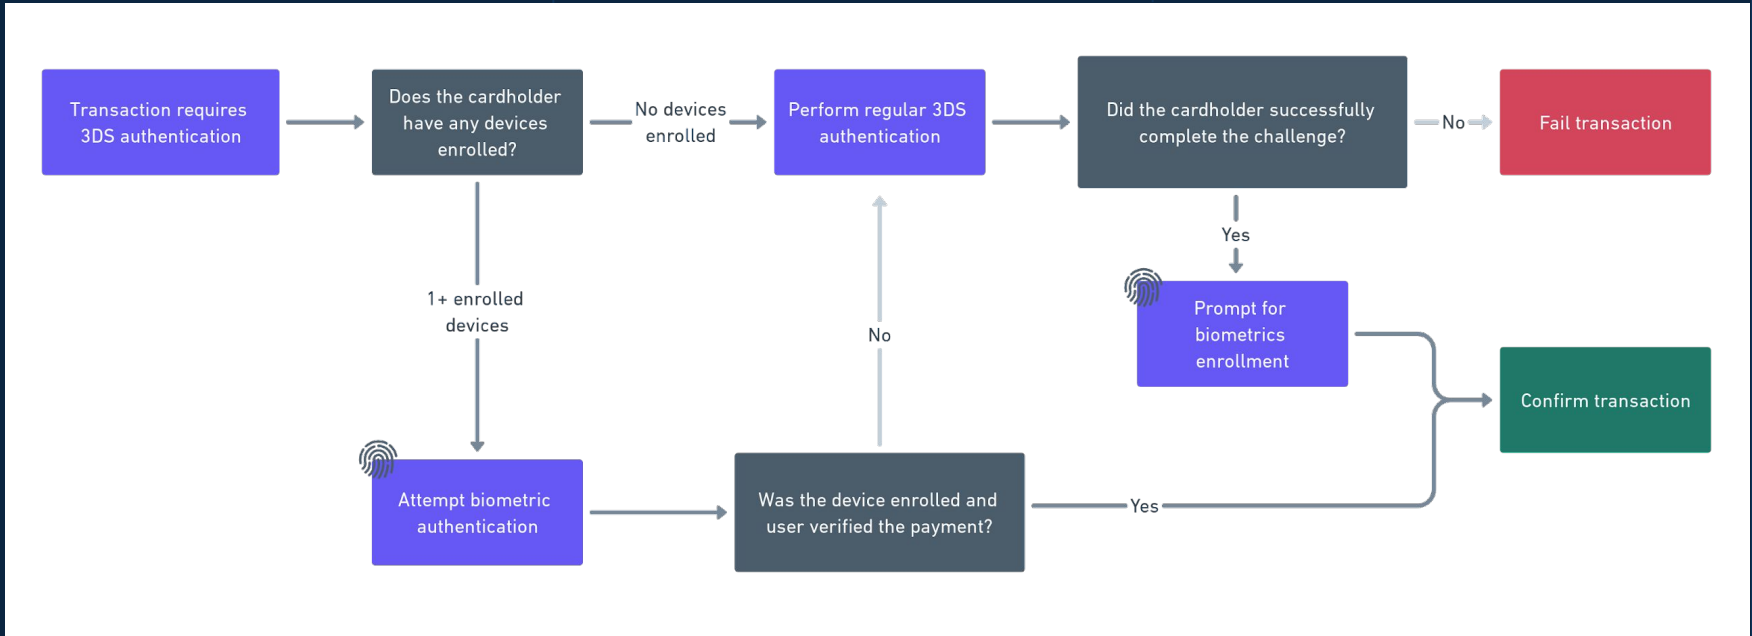 Transaction requires
3DS authentication
Does the cardholder
have any devices
enrolled?
No devices
enrolled
Perform regular 3DS
authentication
Did the cardholder successfully
complete the challenge?
No
Fail transaction
Yes
1+ enrolled
devices
No
Prompt for
biometrics
enrollment
Confirm transaction
Attempt biometric
authentication
Was the device enrolled and
user verified the payment?
Yes